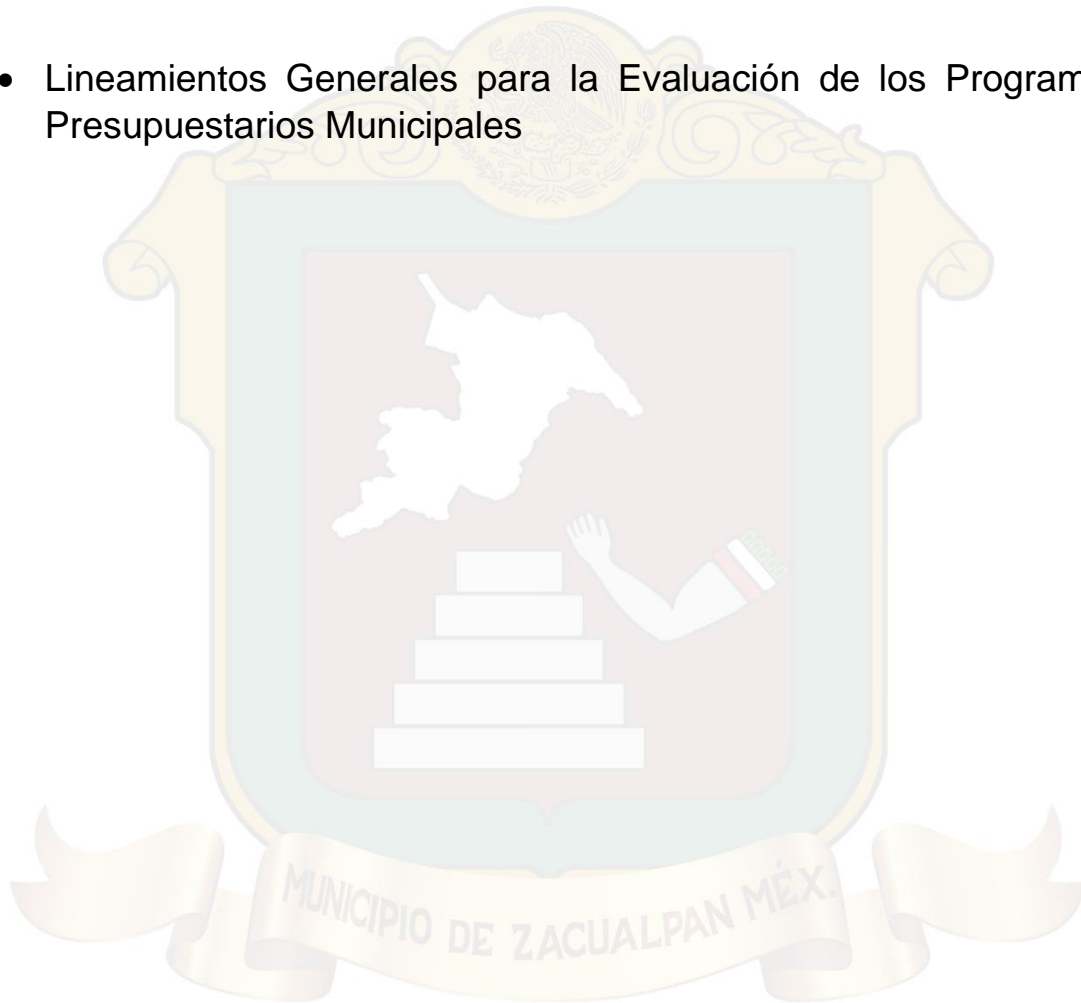 • Lineamientos Generales para la Evaluación de los Program
Presupuestarios Municipales
MUNICIPIO DE ZACUALPAN MÉX.